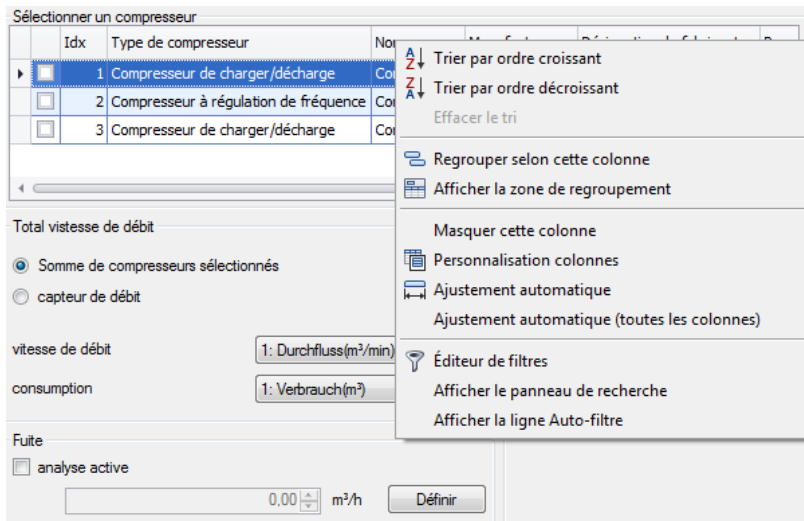 Sélectionner un compresseur
Idx Type de compresseur
1 Compresseur de charger/décharge
2 Compresseur à régulation de fréquence
3 Compresseur de charger/décharge
Trier par ordre croissant
Trier par ordre décroissant
Effacer le tri
Regrouper selon cette colonne
Afficher la zone de regroupement
Masquer cette colonne
Personnalisation colonnes
Ajustement automatique
Ajustement automatique (toutes les colonnes)
Éditeur de filtres
Afficher le panneau de recherche
Afficher la ligne Auto-filtre
Total vistesse de débit
Somme de compresseurs sélectionnés
capteur de débit
vitesse de débit 1: Durchfluss(m³/min)
consumption 1: Verbrauch(m³)
Fuite
analyse active
0,00 m³/h Définir